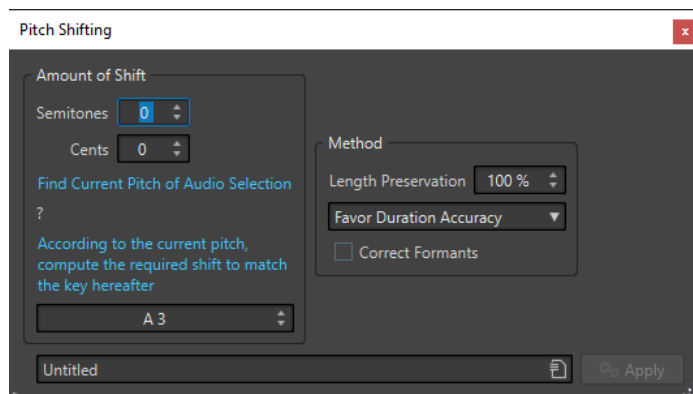 Pitch Shifting
x
Amount of Shift
Semitones 0
Cents 0
Find Current Pitch of Audio Selection
?
According to the current pitch,
compute the required shift to match
the key hereafter
A 3
Method
Length Preservation 100 %
Favor Duration Accuracy
Correct Formants
Untitled
Apply